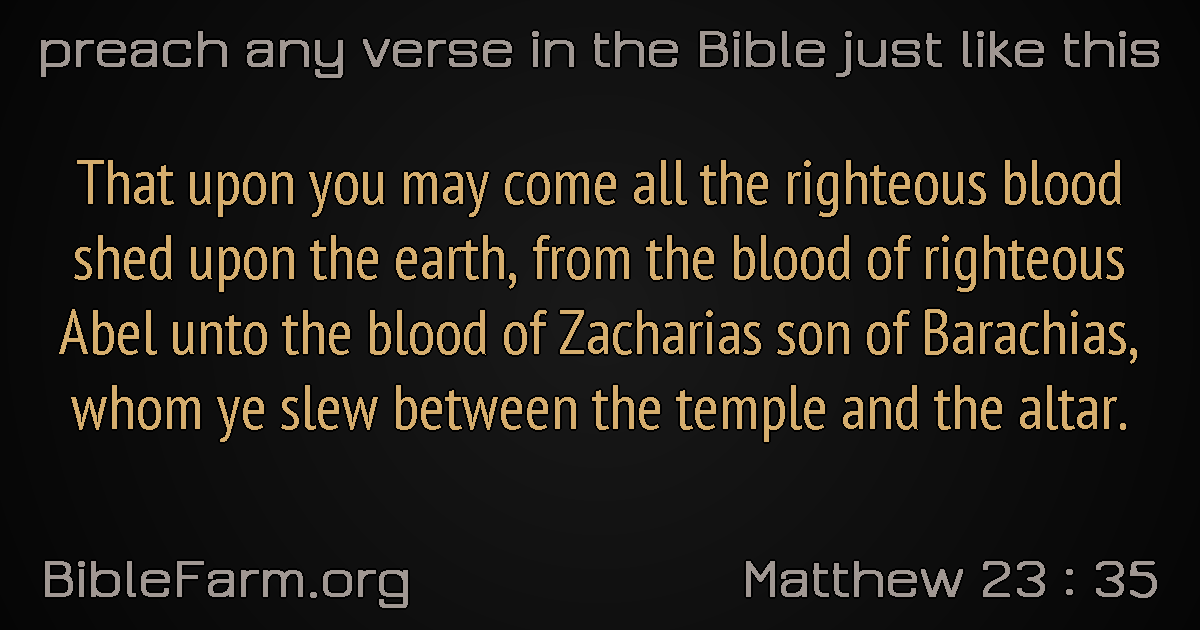 preach any verse in the Bible just like this
That upon you may come all the righteous blood
shed upon the earth, from the blood of righteous
Abel unto the blood of Zacharias son of Barachias,
whom ye slew between the temple and the altar.
BibleFarm.org
Matthew 23 : 35